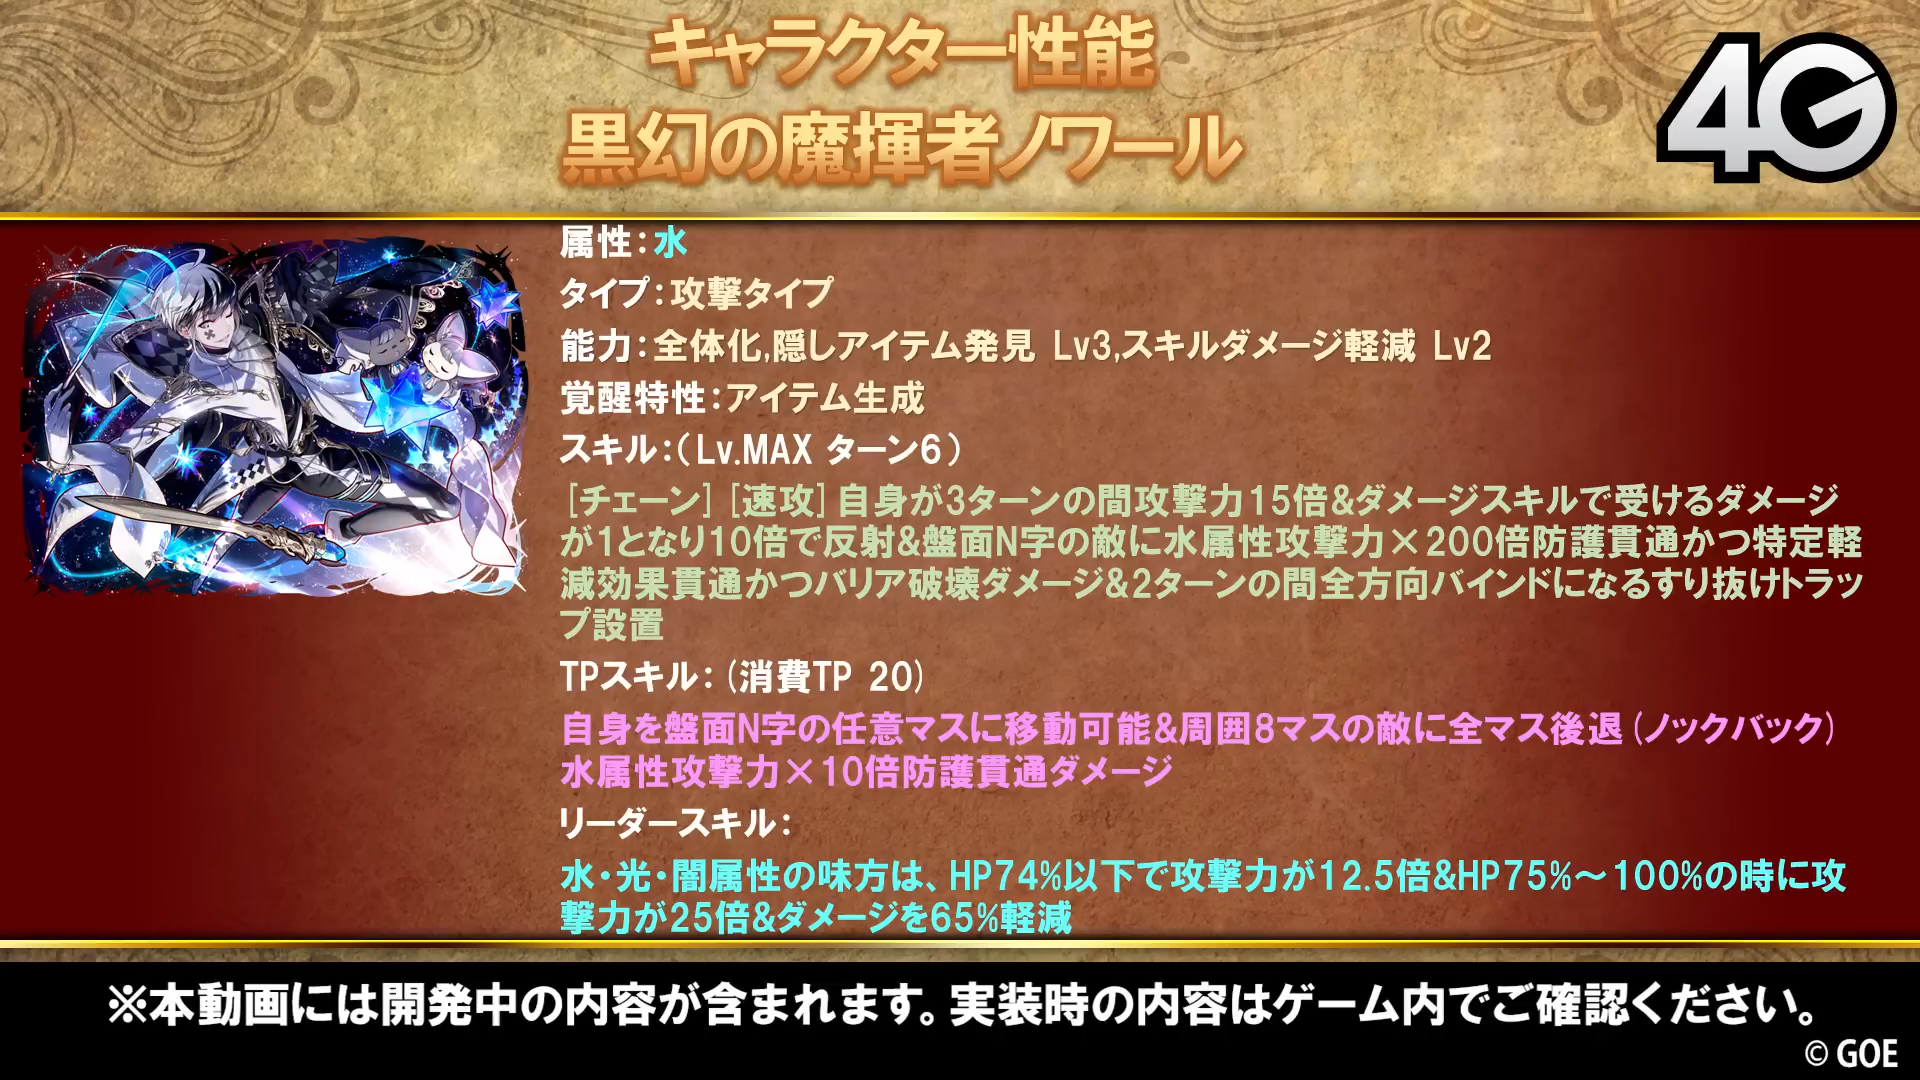 キャラクター性能
黒幻の魔揮者ノワール
4G
属性：水
タイプ：攻撃タイプ
能力：全体化,隠しアイテム発見 Lv3,スキルダメージ軽減 Lv2
覚醒特性：アイテム生成
スキル：（Lv.MAX ターン6）
［チェーン］［速攻］自身が3ターンの間攻撃力15倍&ダメージスキルで受けるダメージ
が1となり10倍で反射&盤面N字の敵に水属性攻撃力×200倍防護貫通かつ特定軽
減効果貫通かつバリア破壊ダメージ&2ターンの間全方向バインドになるすり抜けトラッ
プ設置
TPスキル：(消費TP 20)
自身を盤面N字の任意マスに移動可能&周囲8マスの敵に全マス後退(ノックバック)
水属性攻撃力×10倍防護貫通ダメージ
リーダースキル：
水・光・闇属性の味方は、HP74%以下で攻撃力が12.5倍&HP75%～100%の時に攻
撃力が25倍&ダメージを65%軽減
※本動画には開発中の内容が含まれます。実装時の内容はゲーム内でご確認ください。
© GOE